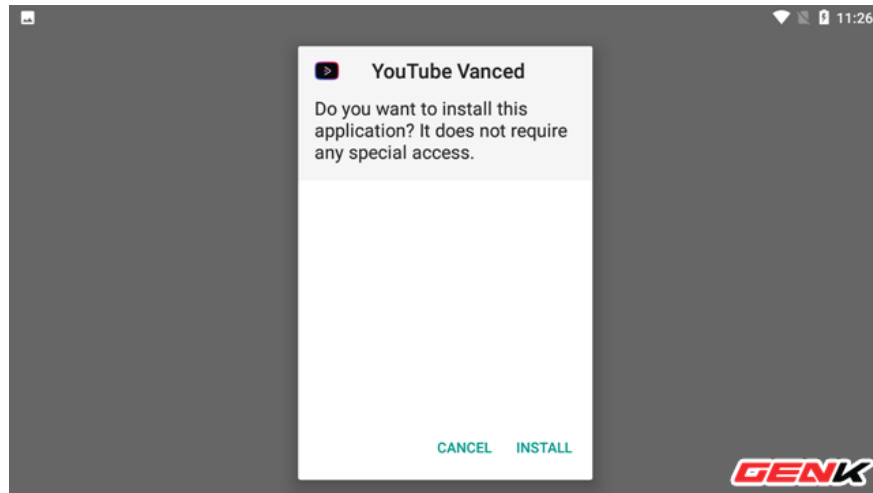 11:26
YouTube Vanced
Do you want to install this
application? It does not require
any special access.
CANCEL INSTALL
GENK